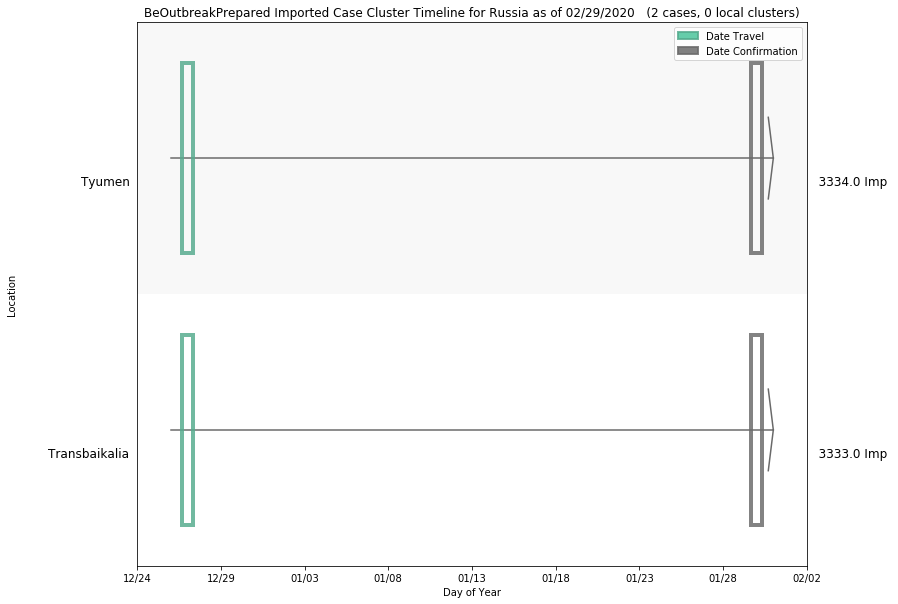 BeOutbreakPrepared Imported Case Cluster Timeline for Russia as of 02/29/2020   (2 cases, 0 local clusters)
Date Travel
Date Confirmation
Tyumen
3334.0 Imp
Location
Transbaikalia
3333.0 Imp
12/24 12/29 01/03 01/08 01/13 01/18 01/23 01/28 02/02
Day of Year